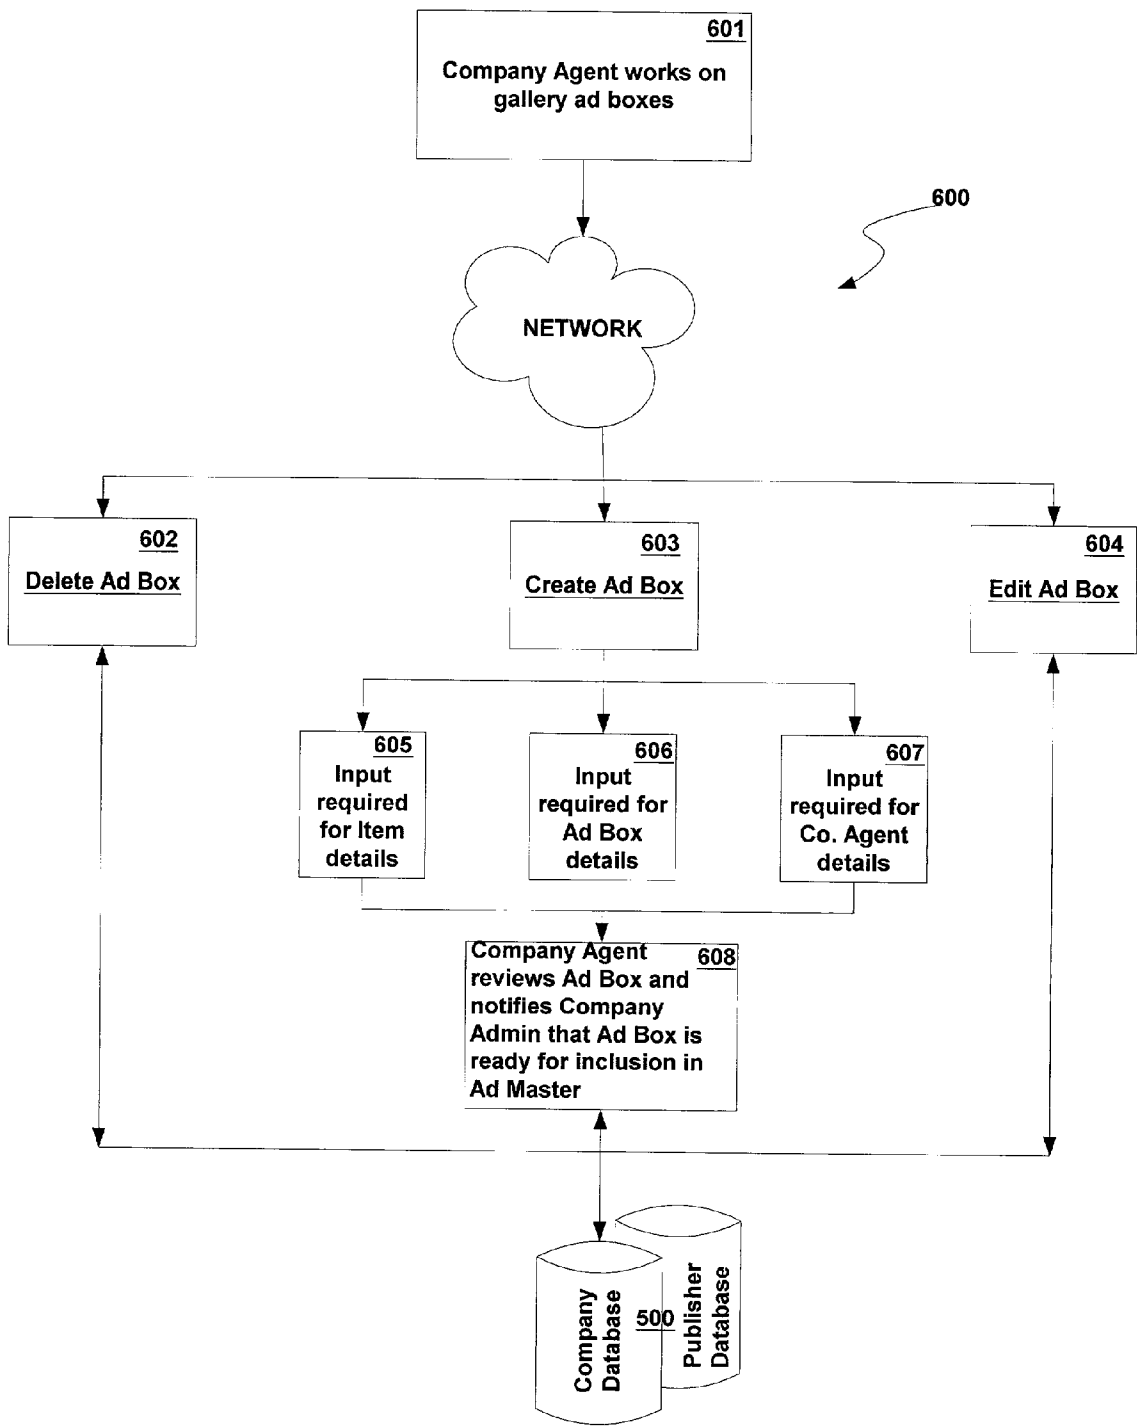 601
Company Agent works on
gallery ad boxes
600
NETWORK
602
Delete Ad Box
603
Create Ad Box
604
Edit Ad Box
605
Input
required
for Item
details
606
Input
required for
Ad Box
details
607
Input
required for
Co. Agent
details
608
Company Agent
reviews Ad Box and
notifies Company
Admin that Ad Box is
ready for inclusion in
Ad Master
Company
Database
500
Publisher
Database